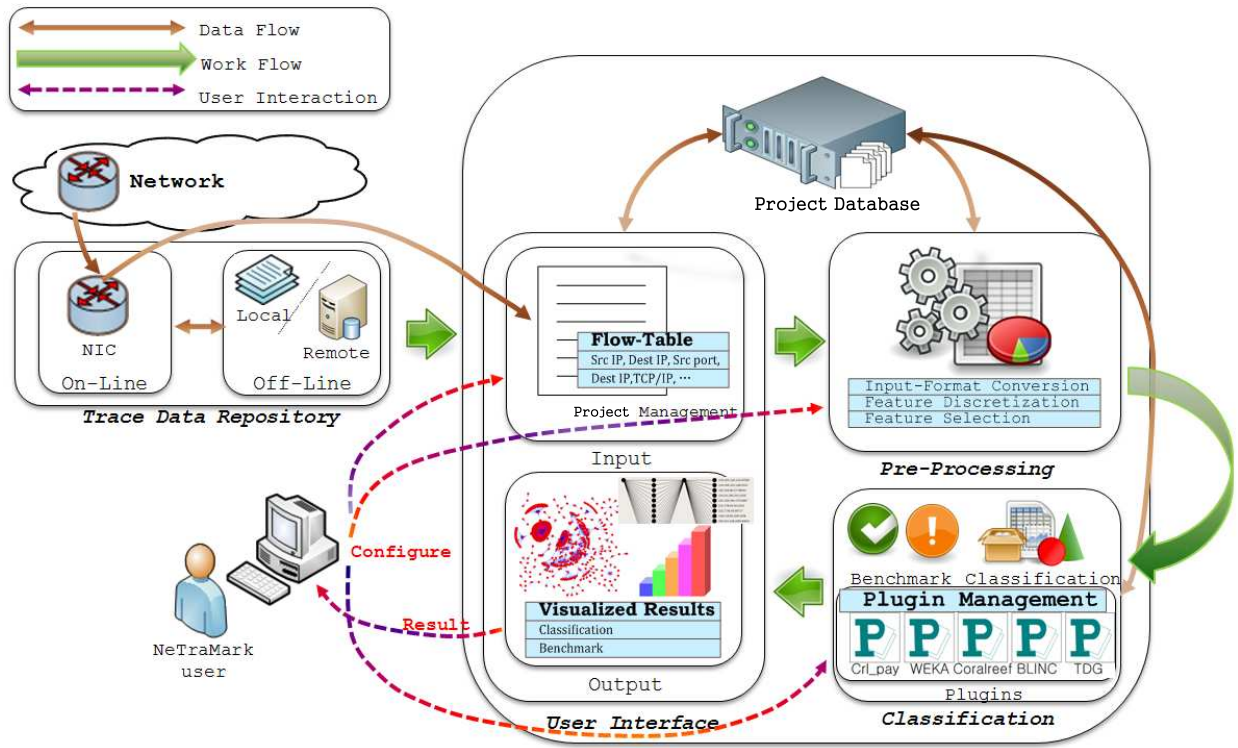 Data Flow
Work Flow
User Interaction
Network
Project Database
Local
Remote
NIC
On-Line
Off-Line
Trace Data Repository
Flow-Table
Src IP, Dest IP, Src port,
Dest IP,TCP/IP, ...
Project Management
Input
Input-Format Conversion
Feature Discretization
Feature Selection
Pre-Processing
Configure
Result
NeTraMark
user
Visualized Results
Classification
Benchmark
Output
User Interface
Benchmark Classification
Plugin Management
P P P P P
Crl_pay WEKA Coralreef BLINC TDG
Plugins
Classification